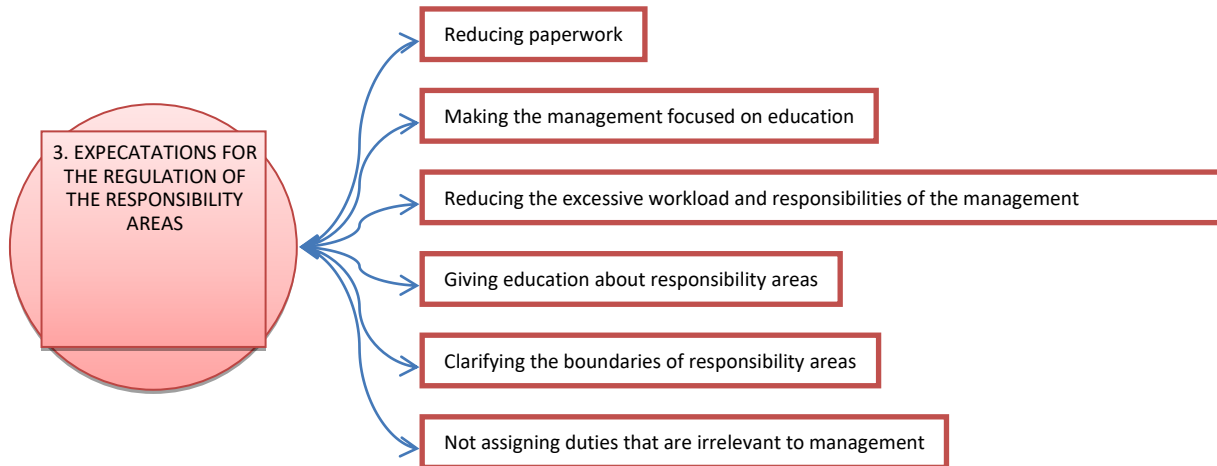 Reducing paperwork
Making the management focused on education
3. EXPECATATIONS FOR
THE REGULATION OF
THE RESPONSIBILITY
AREAS
Reducing the excessive workload and responsibilities of the management
Giving education about responsibility areas
Clarifying the boundaries of responsibility areas
Not assigning duties that are irrelevant to management